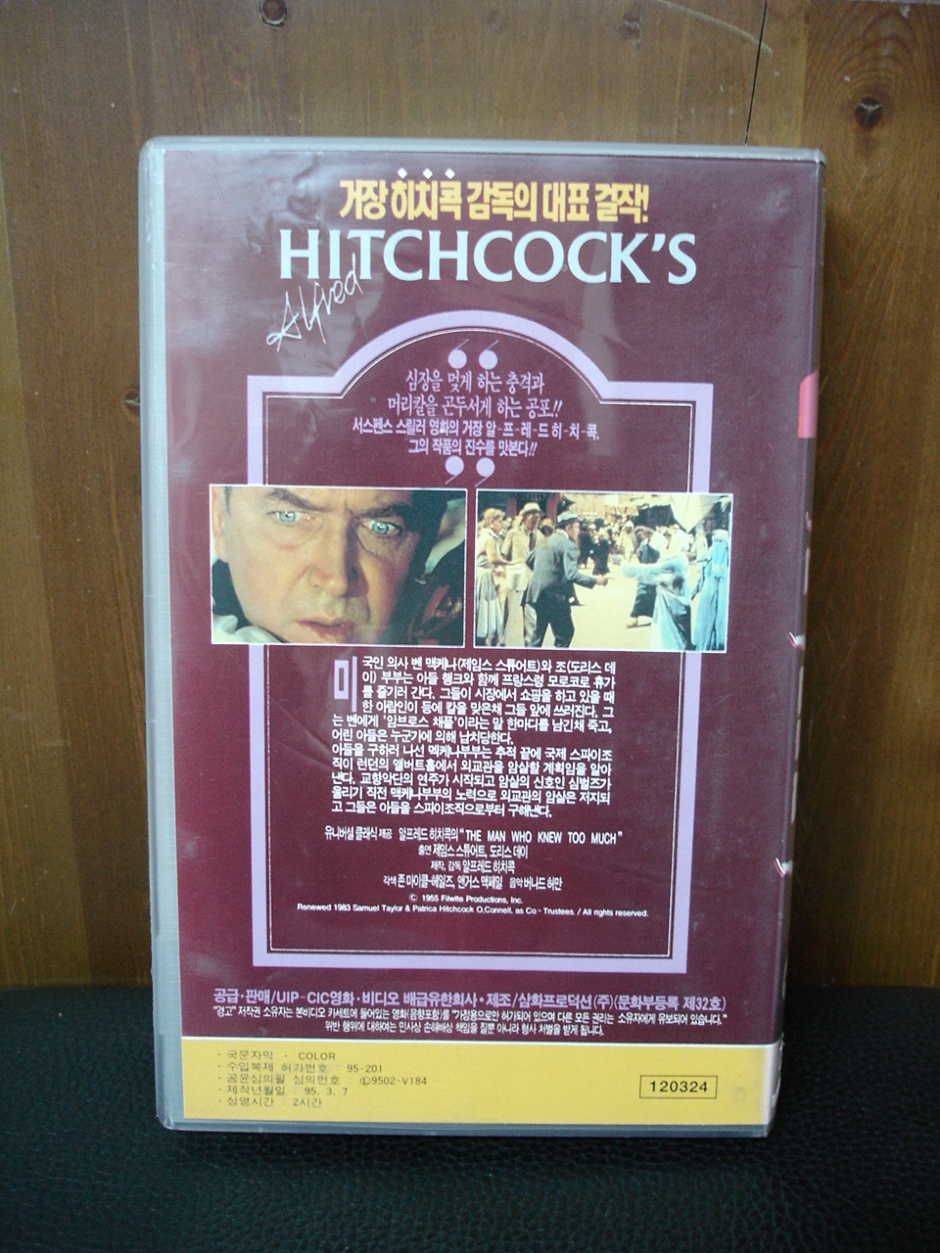 거장 히치콕 감독의 대표 걸작!
HITCHCOCK'S
Alfred
심장을 멎게 하는 충격과
머리칼을 곤두서게 하는 공포!!
서스펜스 스릴러 영화의 거장 알-프-레-드 히-치-콕,
그의 작품의 진수를 맛본다!!
미국인 의사 벤 맥케나(제임스 스튜어트)와 조(도리스 데
이) 부부는 아들 행크와 함께 프랑스령 모로코로 휴가
를 즐기러 간다. 그들이 시장에서 쇼핑을 하고 있을 때
한 아랍인이 등에 칼을 맞은채 그들 앞에 쓰러진다. 그
는 벤에게 '암브로스 채플'이라는 말 한마디를 남긴채 죽고,
어린 아들은 누군가에 의해 납치당한다.
아들을 구하러 나선 멕케나부부는 추적 끝에 국제 스파이조
직이 런던의 앨버트홀에서 외교관을 암살할 계획임을 알아
낸다. 교향악단의 연주가 시작되고 암살의 신호인 심벌즈가
울리기 직전 맥케나부부의 노력으로 외교관의 암살은 저지되
고 그들은 아들을 스파이조직으로부터 구해낸다.
유니버설 클래식 제공 알프레드 히치콕의 "THE MAN WHO KNEW TOO MUCH"
출연 제임스 스튜어트, 도리스 데이
제작, 감독 알프레드 히치콕
각색 존 마이클-헤일즈, 앤거스 맥페일 음악 버나드 허만
© 1955 Filwite Productions, Inc.
Renewed 1983 Samuel Taylor & Patrica Hitchcock O.Connell, as Co - Trustees. / All rights reserved.
공급·판매/UIP-CIC영화·비디오 배급유한회사·제조/삼화프로덕션(주)(문화부등록 제32호)
"경고" 저작권 소유자는 본비디오 카세트에 들어있는 영화(음향포함)를 "가정용으로만 허가되어 있으며 다른 모든 권리는 소유자에게 유보되어 있습니다."
위반 행위에 대하여는 민사상 손해배상 책임을 질뿐 아니라 형사 처벌을 받게 됩니다.
· 국문자막 · COLOR
· 수입복제 허가번호 : 95-201
· 공윤심의필 심의번호 : ⓛ9502-V184
· 제작년월일 : 95. 3. 7
· 상영시간 : 2시간
120324